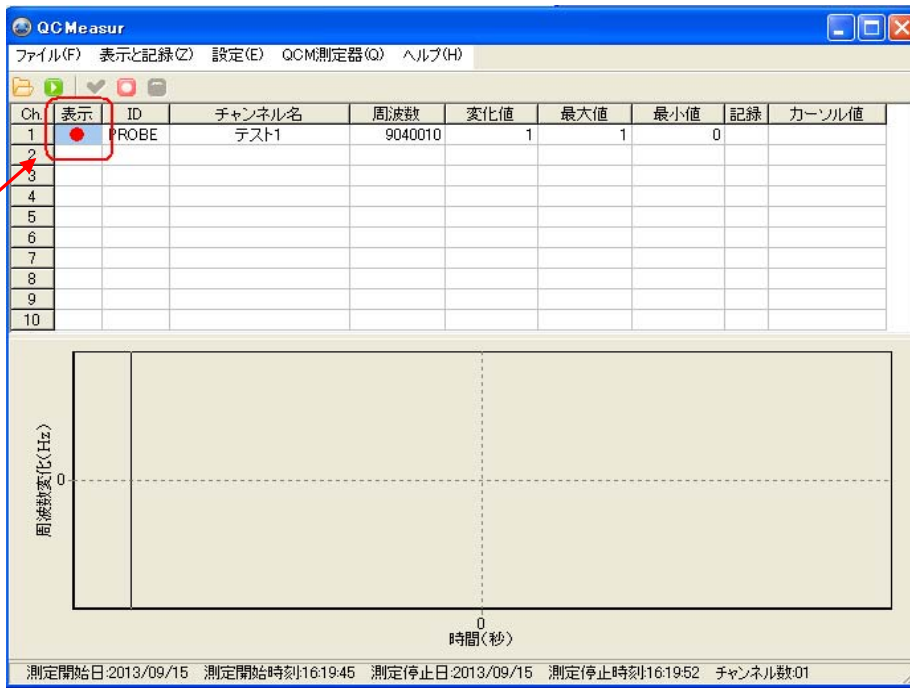 QCMeasur
ファイル(F) 表示と記録(Z) 設定(E) QCM測定器(Q) ヘルプ(H)
Ch. 表示 ID チャンネル名 周波数 変化値 最大値 最小値 記録 カーソル値
1 PROBE テスト1 9040010 1 1 0
2
3
4
5
6
7
8
9
10
周波数変化(Hz)
0
0
時間(秒)
測定開始日:2013/09/15 測定開始時刻:16:19:45 測定停止日:2013/09/15 測定停止時刻:16:19:52 チャンネル数:01